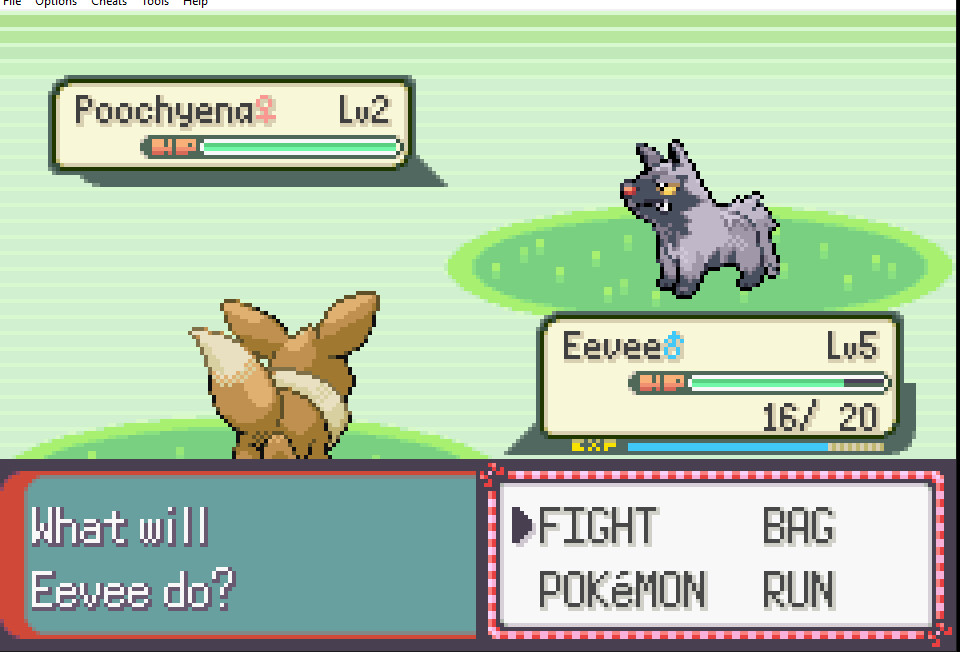 File Options Cheats Tools Help
Poochyena♀ Lv2
HP
Eevee♂ Lv5
HP
16/ 20
EXP
What will
Eevee do?
FIGHT BAG
POKéMON RUN